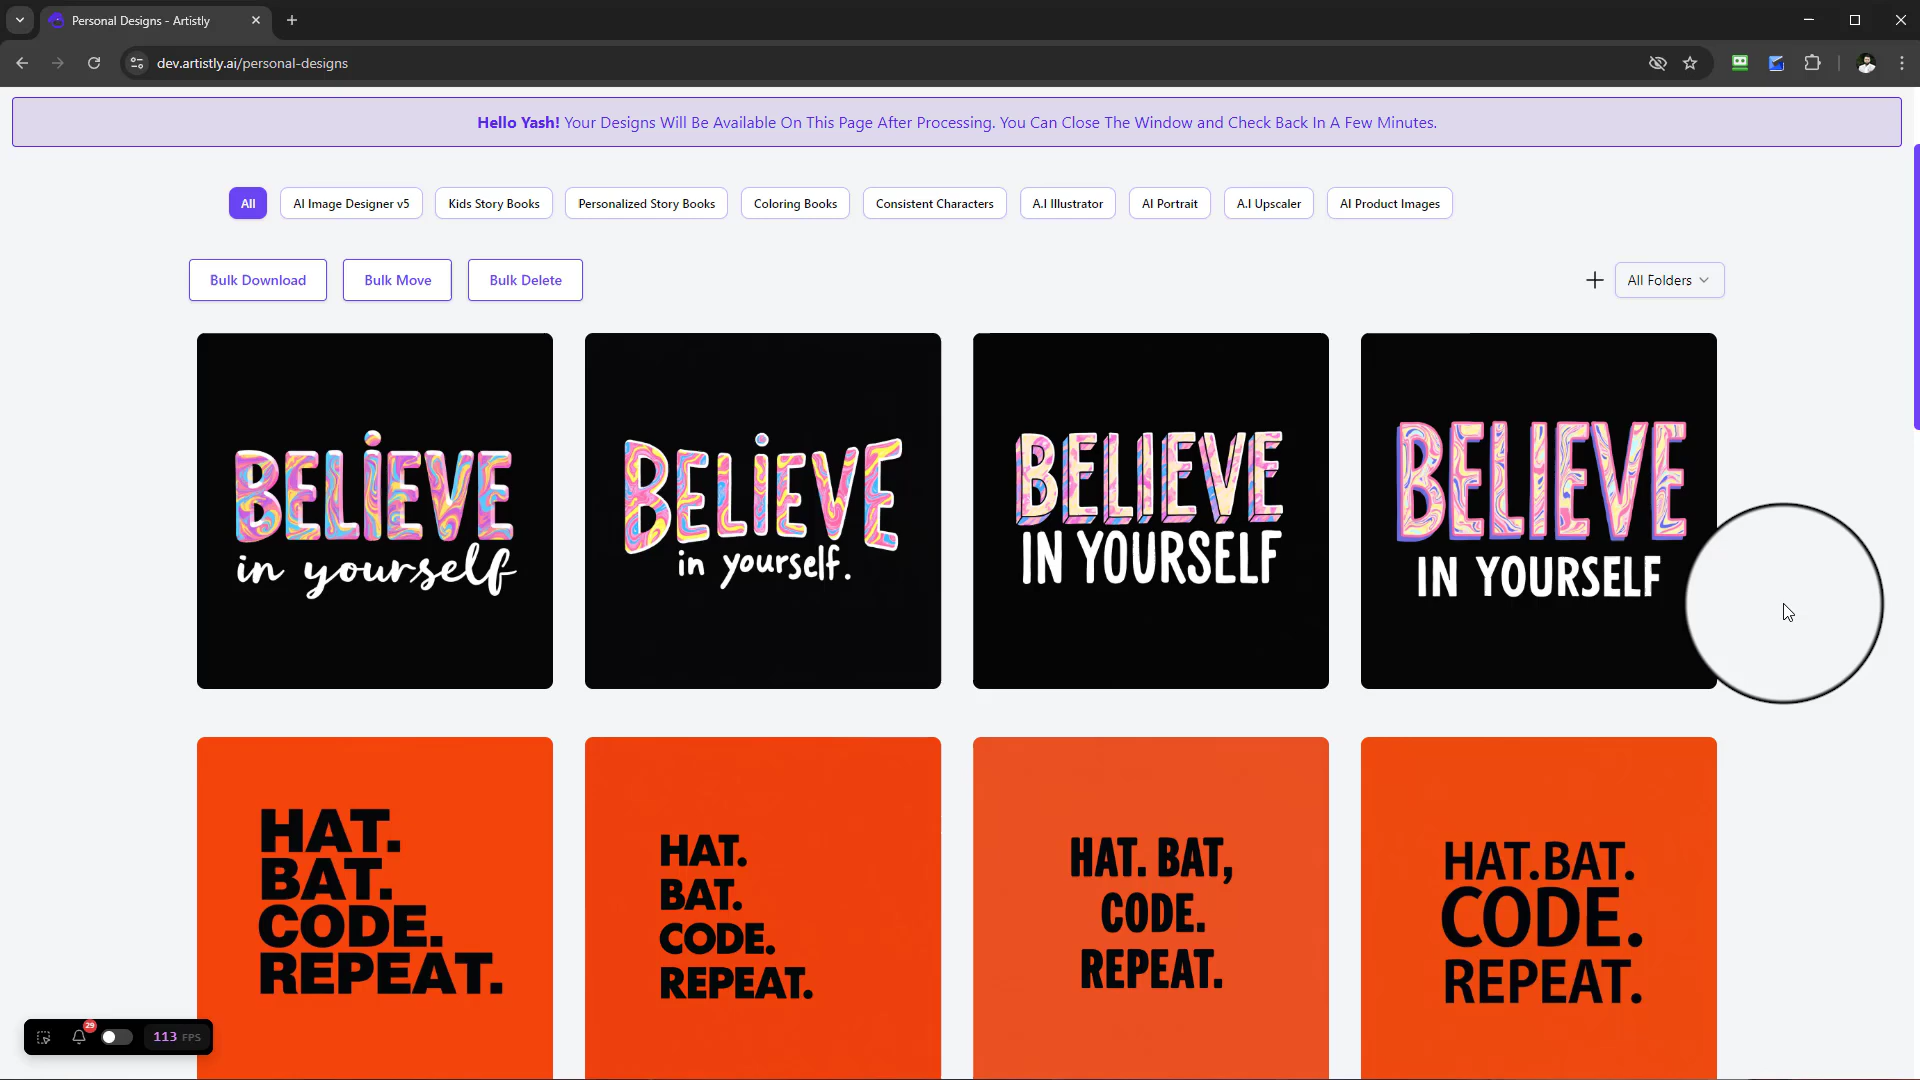 Personal Designs - Artistly
dev.artistly.ai/personal-designs
Hello Yash! Your Designs Will Be Available On This Page After Processing. You Can Close The Window and Check Back In A Few Minutes.
All
AI Image Designer v5
Kids Story Books
Personalized Story Books
Coloring Books
Consistent Characters
A.I Illustrator
AI Portrait
A.I Upscaler
AI Product Images
Bulk Download
Bulk Move
Bulk Delete
All Folders
BELiEVE
in yourself
BELiEVE
in yourself.
BELIEVE
IN YOURSELF
BELIEVE
IN YOURSELF
HAT.
BAT.
CODE.
REPEAT.
HAT.
BAT.
CODE.
REPEAT.
HAT. BAT,
CODE.
REPEAT.
HAT.BAT.
CODE.
REPEAT.
29
113 FPS